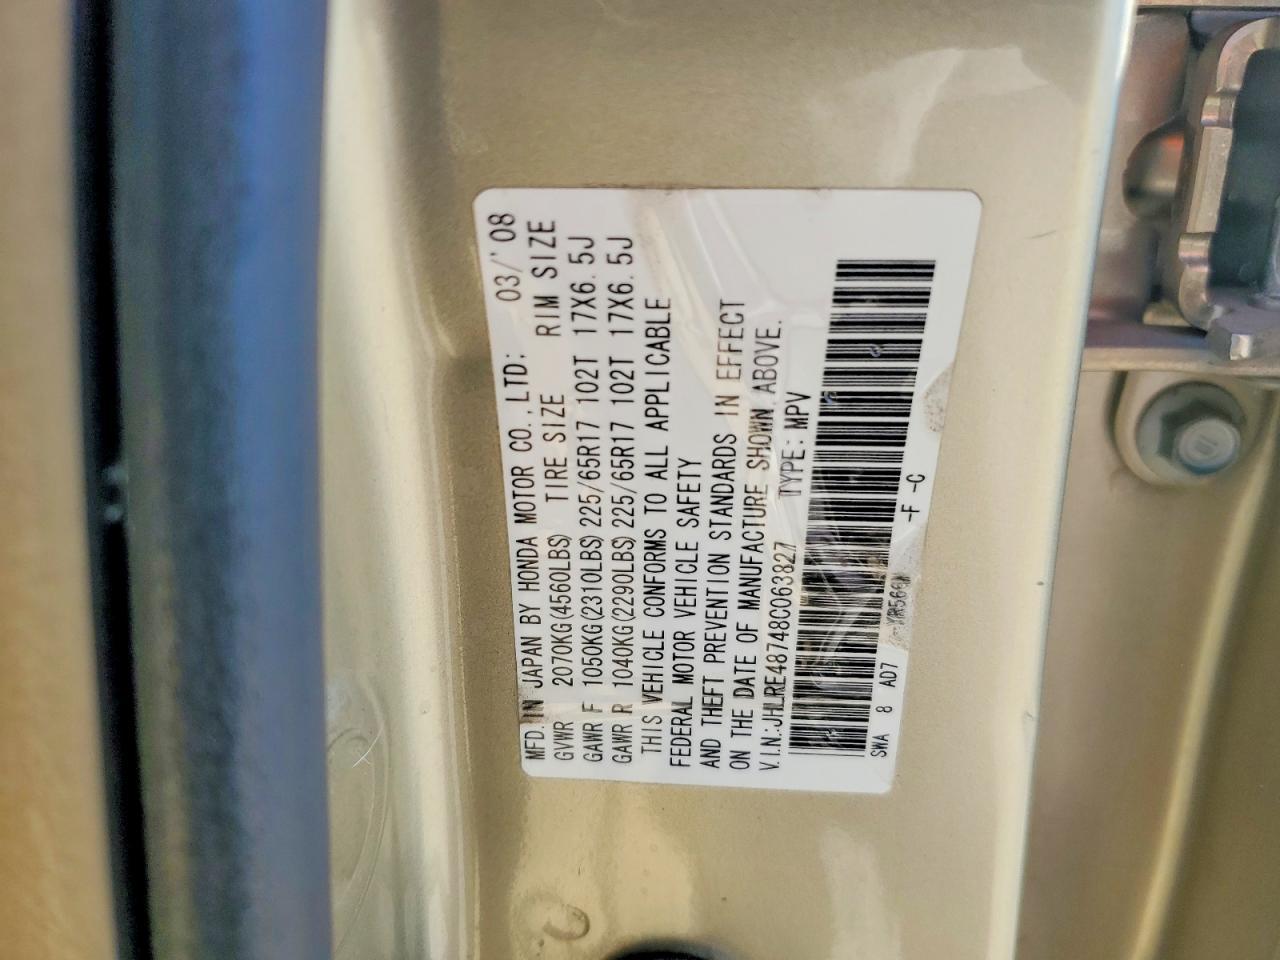 MFD. IN JAPAN BY HONDA MOTOR CO., LTD: 03/'08
GVWR 2070KG(4560LBS) TIRE SIZE RIM SIZE
GAWR F 1050KG(2310LBS) 225/65R17 102T 17X6.5J
GAWR R 1040KG(2290LBS) 225/65R17 102T 17X6.5J
THIS VEHICLE CONFORMS TO ALL APPLICABLE
FEDERAL MOTOR VEHICLE SAFETY
AND THEFT PREVENTION STANDARDS IN EFFECT
ON THE DATE OF MANUFACTURE SHOWN ABOVE.
V.I.N.:JHLRE48748C063827 TYPE: MPV
SWA 8 AD7 -F -C